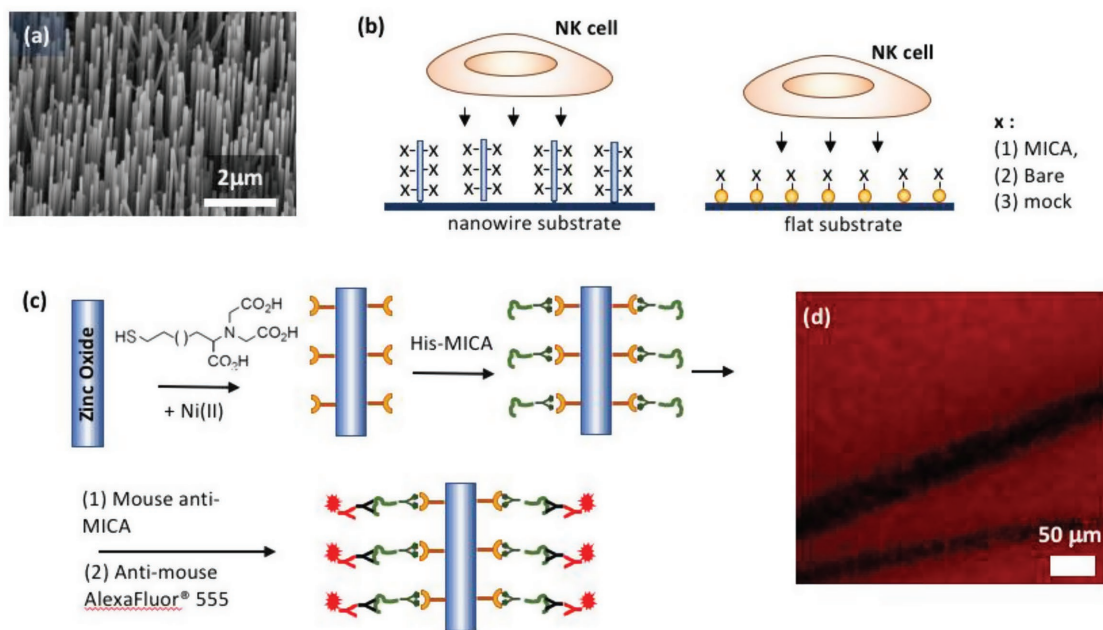 (a)
2μm
(b)
NK cell
NK cell
X X X X X X X X
X X X X X X X X
X X X X X X X X
nanowire substrate
X X X X X X X
flat substrate
x :
(1) MICA,
(2) Bare
(3) mock
(c)
Zinc Oxide
HS
( )
N
CO₂H
CO₂H
CO₂H
+ Ni(II)
His-MICA
(1) Mouse anti-
MICA
(2) Anti-mouse
AlexaFluor® 555
(d)
50 μm